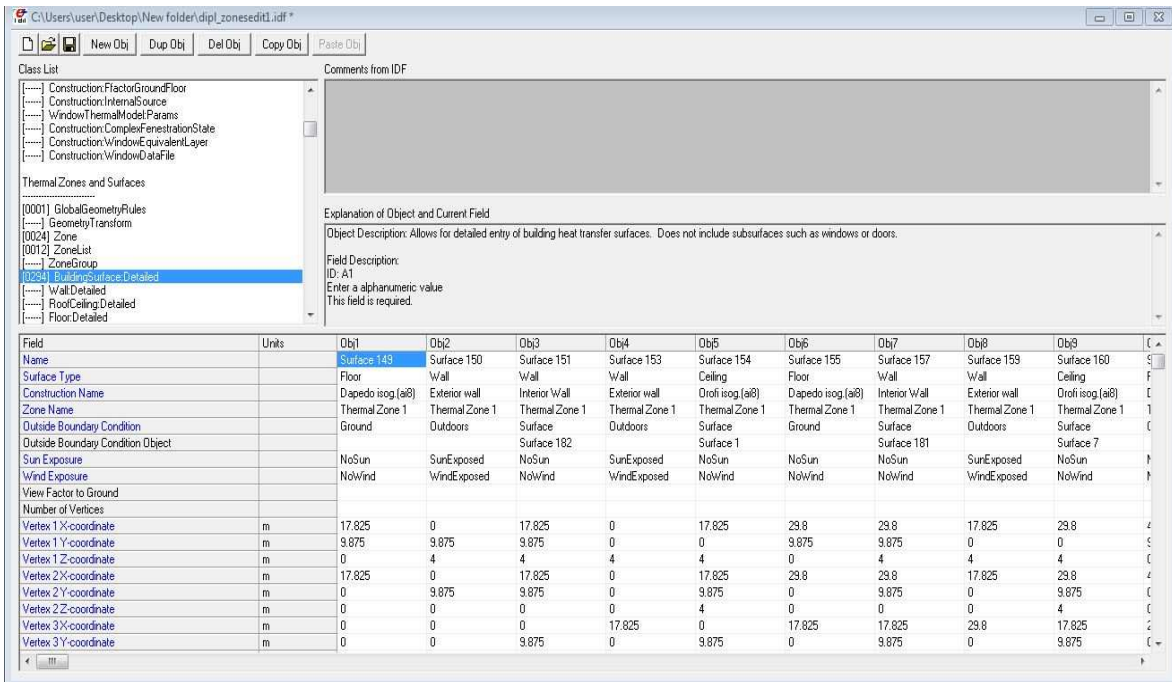 C:\Users\user\Desktop\New folder\dipl_zonesedit1.idf *
New Obj Dup Obj Del Obj Copy Obj Paste Obj
Class List
[------] Construction:FfactorGroundFloor
[------] Construction:InternalSource
[------] WindowThermalModel:Params
[------] Construction:ComplexFenestrationState
[------] Construction:WindowEquivalentLayer
[------] Construction:WindowDataFile
Thermal Zones and Surfaces
[0001] GlobalGeometryRules
[------] GeometryTransform
[0024] Zone
[0012] ZoneList
[------] ZoneGroup
[0294] BuildingSurface:Detailed
[------] Wall:Detailed
[------] RoofCeiling:Detailed
[------] Floor:Detailed
Comments from IDF
Explanation of Object and Current Field
Object Description: Allows for detailed entry of building heat transfer surfaces. Does not include subsurfaces such as windows or doors.
Field Description:
ID: A1
Enter a alphanumeric value
This field is required.
Field Units Obj1 Obj2 Obj3 Obj4 Obj5 Obj6 Obj7 Obj8 Obj9
Name Surface 149 Surface 150 Surface 151 Surface 153 Surface 154 Surface 155 Surface 157 Surface 159 Surface 160
Surface Type Floor Wall Wall Wall Ceiling Floor Wall Wall Ceiling
Construction Name Dapedo isog.(ai8) Exterior wall Interior Wall Exterior wall Orofi isog.(ai8) Dapedo isog.(ai8) Interior Wall Exterior wall Orofi isog.(ai8)
Zone Name Thermal Zone 1 Thermal Zone 1 Thermal Zone 1 Thermal Zone 1 Thermal Zone 1 Thermal Zone 1 Thermal Zone 1 Thermal Zone 1 Thermal Zone 1
Outside Boundary Condition Ground Outdoors Surface Outdoors Surface Ground Surface Outdoors Surface
Outside Boundary Condition Object Surface 182 Surface 1 Surface 181 Surface 7
Sun Exposure NoSun SunExposed NoSun SunExposed NoSun NoSun NoSun SunExposed NoSun
Wind Exposure NoWind WindExposed NoWind WindExposed NoWind NoWind NoWind WindExposed NoWind
View Factor to Ground
Number of Vertices
Vertex 1 X-coordinate m 17.825 0 17.825 0 17.825 29.8 29.8 17.825 29.8
Vertex 1 Y-coordinate m 9.875 9.875 9.875 0 0 9.875 9.875 0 0
Vertex 1 Z-coordinate m 0 4 4 4 4 0 4 4 4
Vertex 2 X-coordinate m 17.825 0 17.825 0 17.825 29.8 29.8 17.825 29.8
Vertex 2 Y-coordinate m 0 9.875 9.875 0 9.875 0 9.875 0 9.875
Vertex 2 Z-coordinate m 0 0 0 0 4 0 0 0 4
Vertex 3 X-coordinate m 0 0 0 17.825 0 17.825 17.825 29.8 17.825
Vertex 3 Y-coordinate m 0 0 9.875 0 9.875 0 9.875 0 9.875